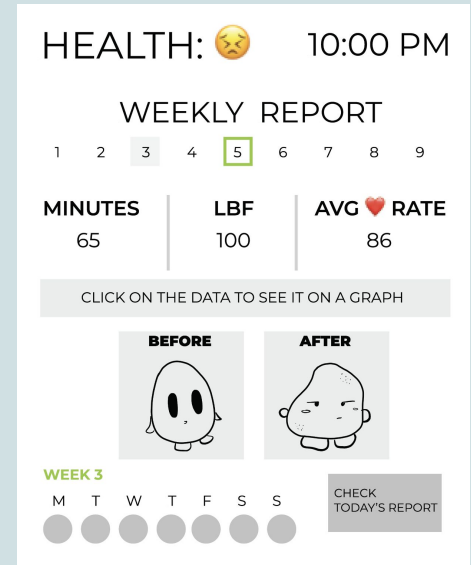 HEALTH: 😣 10:00 PM
WEEKLY REPORT
1 2 3 4 5 6 7 8 9
MINUTES LBF AVG ❤️ RATE
65 100 86
CLICK ON THE DATA TO SEE IT ON A GRAPH
BEFORE AFTER
WEEK 3
M T W T F S S
CHECK
TODAY'S REPORT